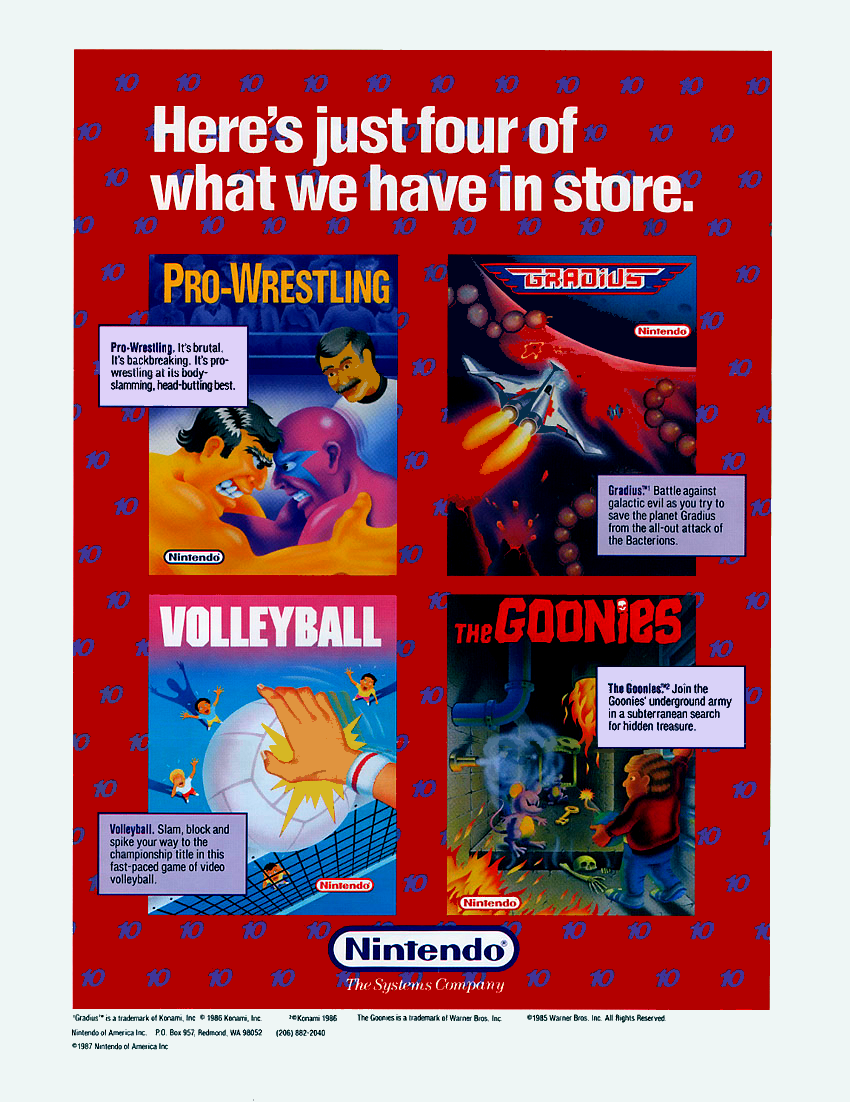 Here's just four of
what we have in store.
PRO-WRESTLING
Pro-Wrestling. It's brutal.
It's backbreaking. It's pro-
wrestling at its body-
slamming, head-butting best.
Nintendo
GRADIUS
Nintendo
Gradius.™¹ Battle against
galactic evil as you try to
save the planet Gradius
from the all-out attack of
the Bacterions.
VOLLEYBALL
Volleyball. Slam, block and
spike your way to the
championship title in this
fast-paced game of video
volleyball.
Nintendo
THE GOONIES
The Goonies.™² Join the
Goonies' underground army
in a subterranean search
for hidden treasure.
Nintendo
10
Nintendo®
The Systems Company
¹Gradius™ is a trademark of Konami, Inc © 1986 Konami, Inc. ²©Konami 1986 The Goonies is a trademark of Warner Bros. Inc. ©1985 Warner Bros. Inc. All Rights Reserved.
Nintendo of America Inc. P.O. Box 957, Redmond, WA 98052 (206) 882-2040
©1987 Nintendo of America Inc